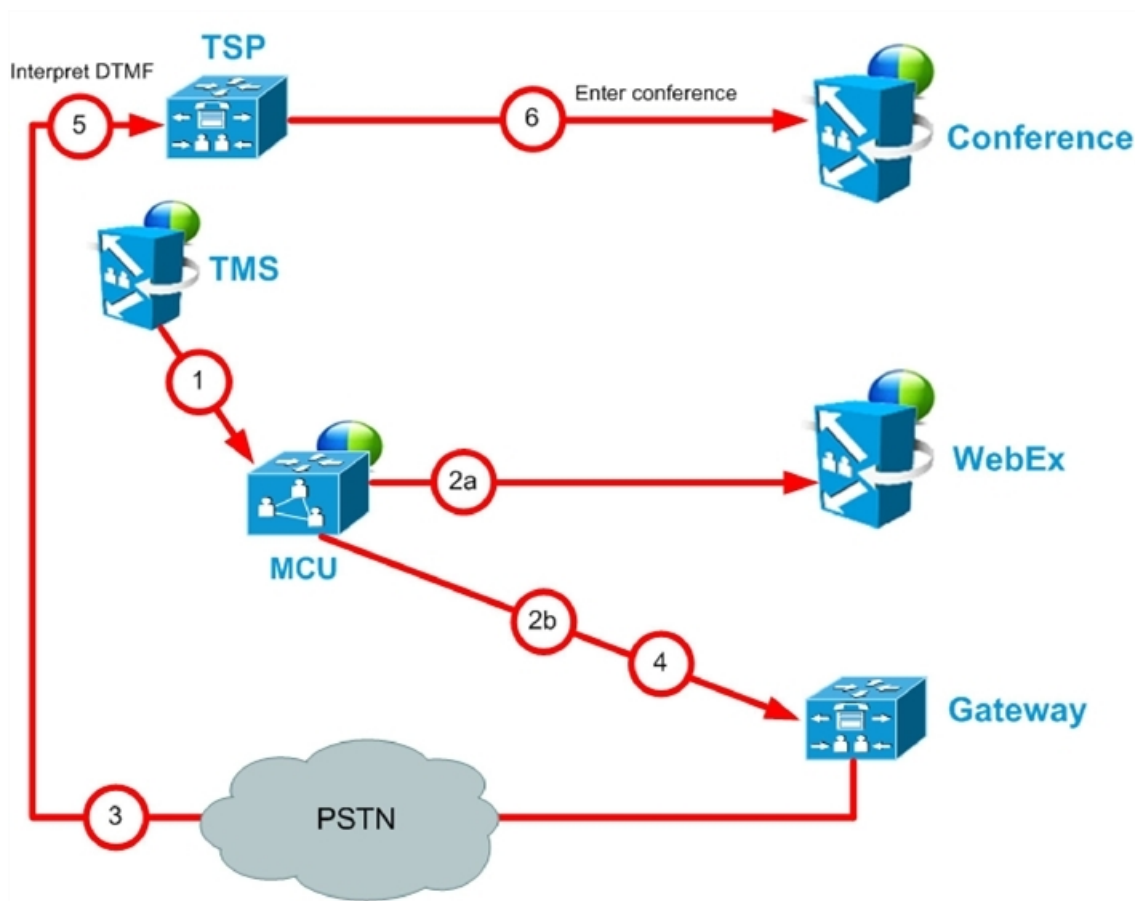 TSP
Interpret DTMF
5
6
Enter conference
Conference
TMS
1
2a
WebEx
MCU
2b
4
Gateway
3
PSTN